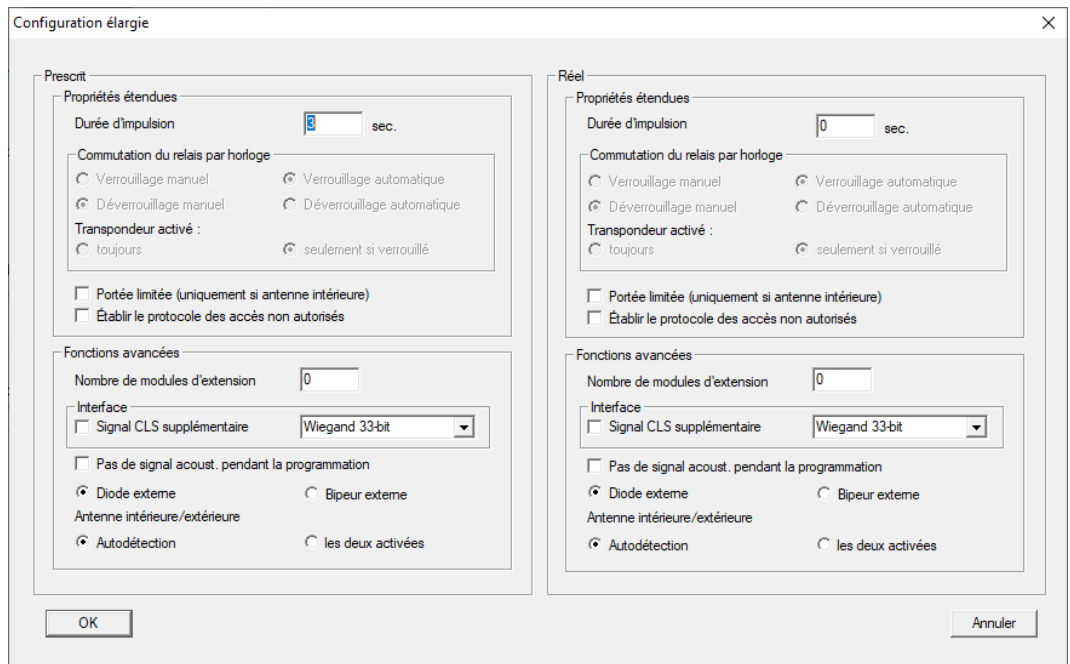 Configuration élargie
Prescrit
Propriétés étendues
Durée d'impulsion 3 sec.
Commutation du relais par horloge
Verrouillage manuel Verrouillage automatique
Déverrouillage manuel Déverrouillage automatique
Transpondeur activé :
toujours seulement si verrouillé
Portée limitée (uniquement si antenne intérieure)
Établir le protocole des accès non autorisés
Fonctions avancées
Nombre de modules d'extension 0
Interface
Signal CLS supplémentaire Wiegand 33-bit
Pas de signal acoust. pendant la programmation
Diode externe Bipeur externe
Antenne intérieure/extérieure
Autodétection les deux activées
Réel
Propriétés étendues
Durée d'impulsion 0 sec.
Commutation du relais par horloge
Verrouillage manuel Verrouillage automatique
Déverrouillage manuel Déverrouillage automatique
Transpondeur activé :
toujours seulement si verrouillé
Portée limitée (uniquement si antenne intérieure)
Établir le protocole des accès non autorisés
Fonctions avancées
Nombre de modules d'extension 0
Interface
Signal CLS supplémentaire Wiegand 33-bit
Pas de signal acoust. pendant la programmation
Diode externe Bipeur externe
Antenne intérieure/extérieure
Autodétection les deux activées
OK Annuler